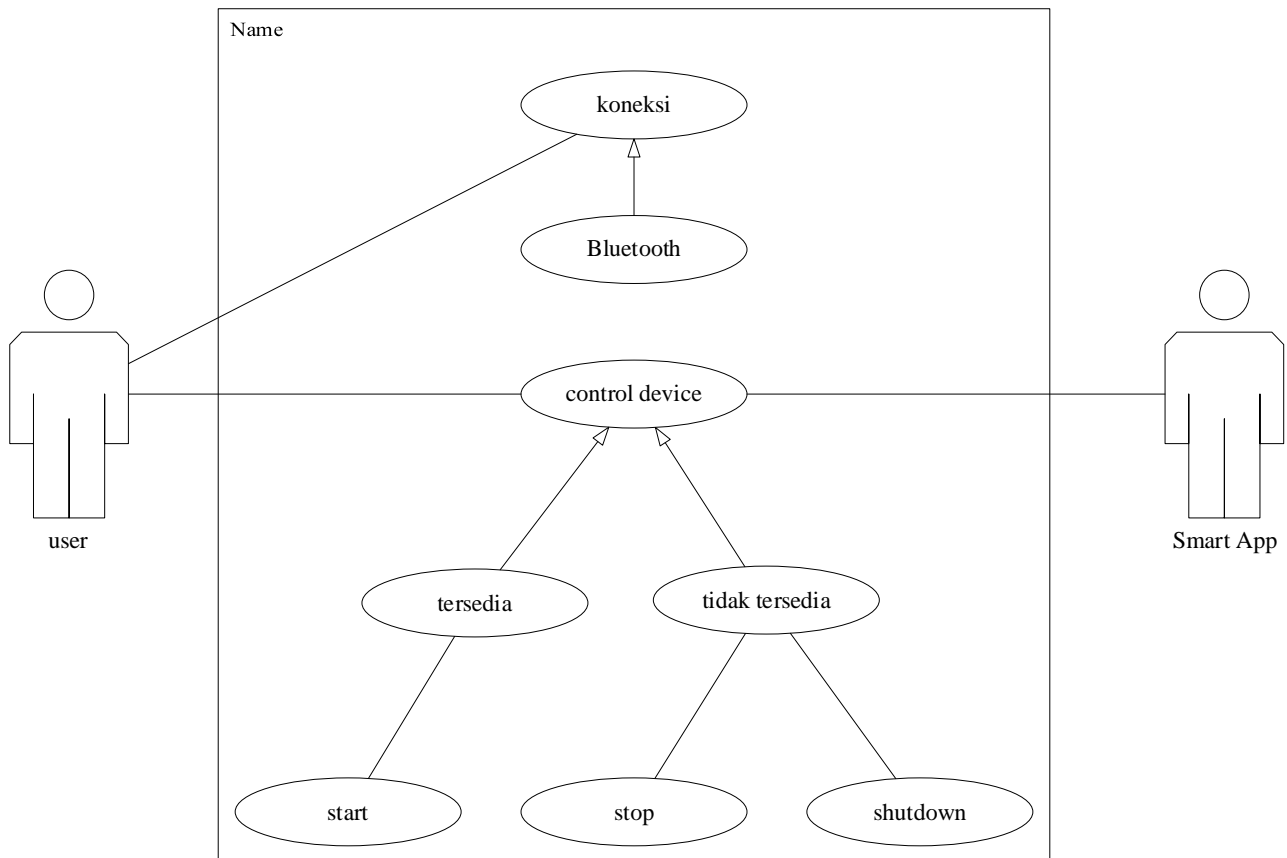 Name
koneksi
Bluetooth
control device
user
Smart App
tersedia
tidak tersedia
start
stop
shutdown